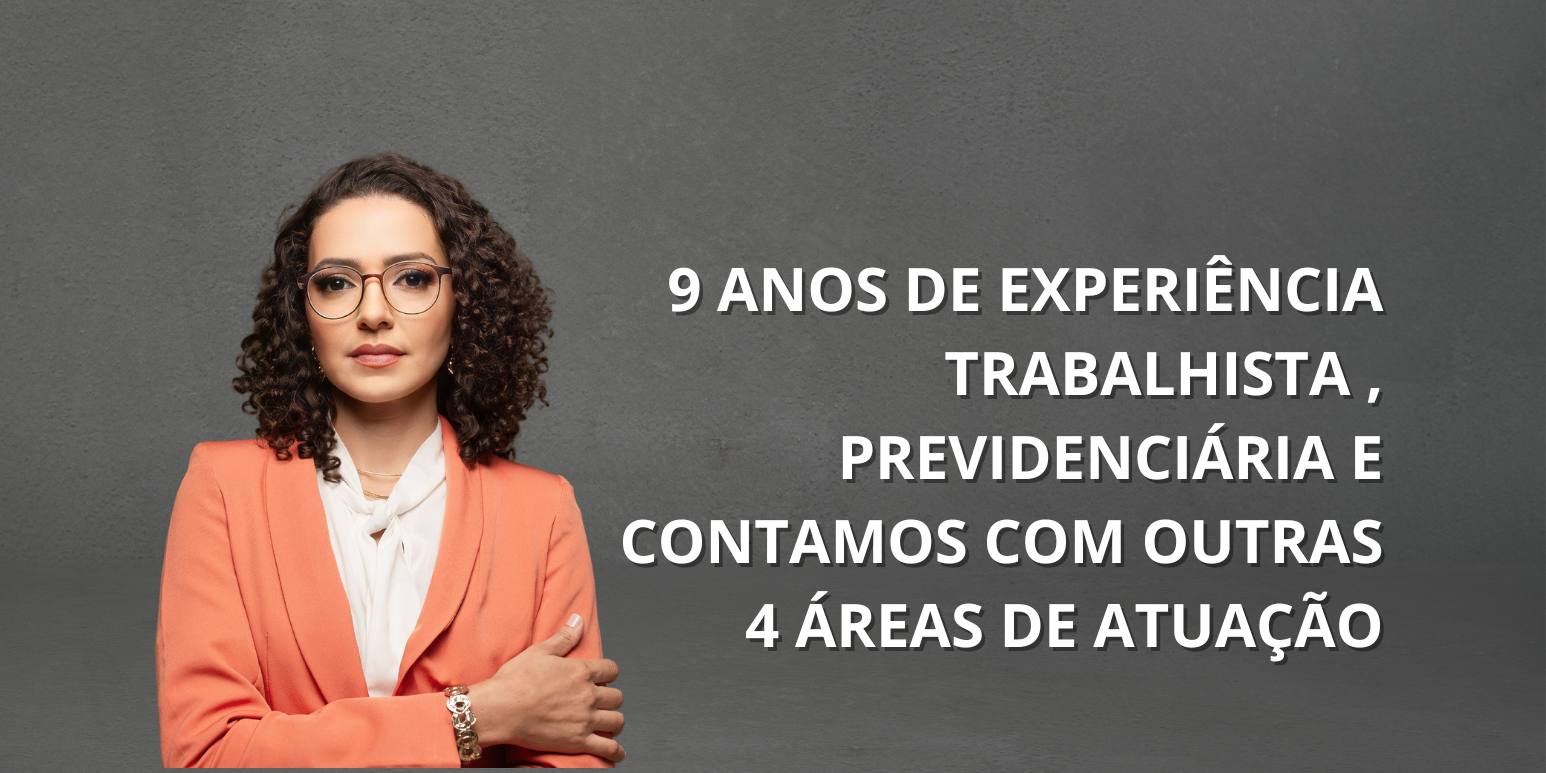 9 ANOS DE EXPERIÊNCIA
TRABALHISTA ,
PREVIDENCIÁRIA E
CONTAMOS COM OUTRAS
4 ÁREAS DE ATUAÇÃO